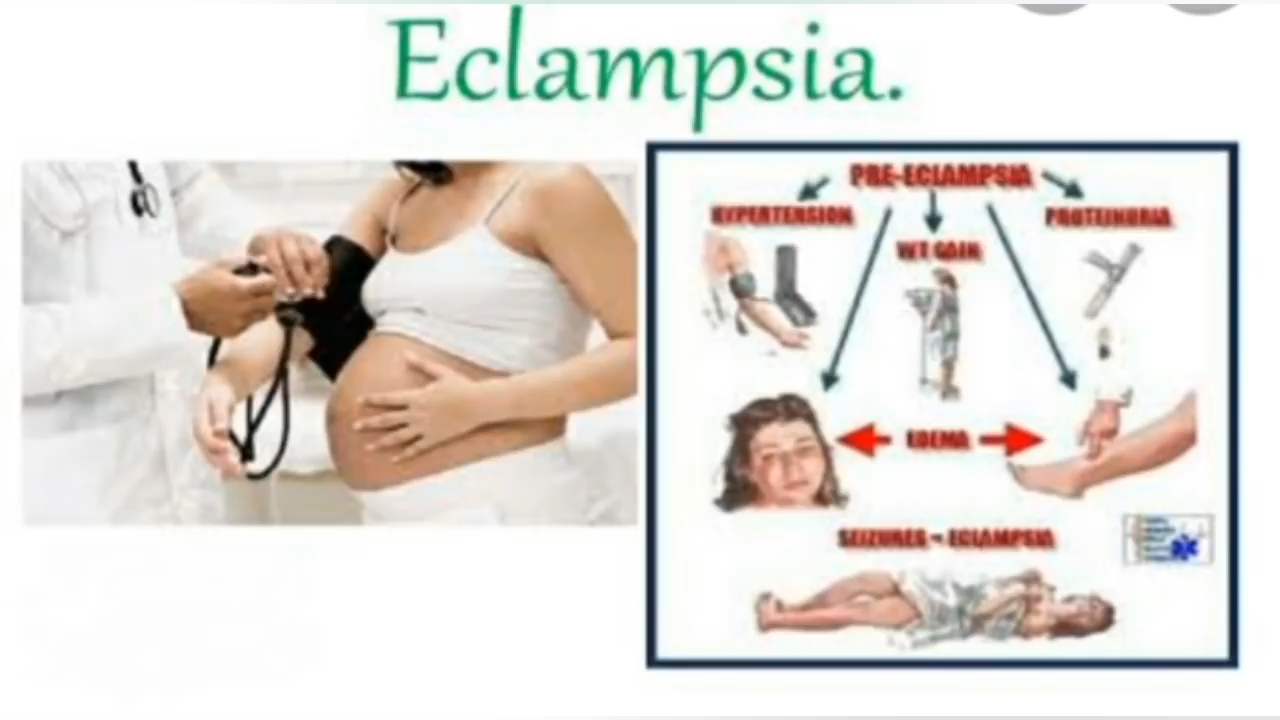 Eclampsia.
PRE-ECLAMPSIA
HYPERTENSION
PROTEINURIA
WT GAIN
EDEMA
SEIZURES = ECLAMPSIA